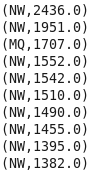 (NW,2436.0)
(NW,1951.0)
(MQ,1707.0)
(NW,1552.0)
(NW,1542.0)
(NW,1510.0)
(NW,1490.0)
(NW,1455.0)
(NW,1395.0)
(NW,1382.0)